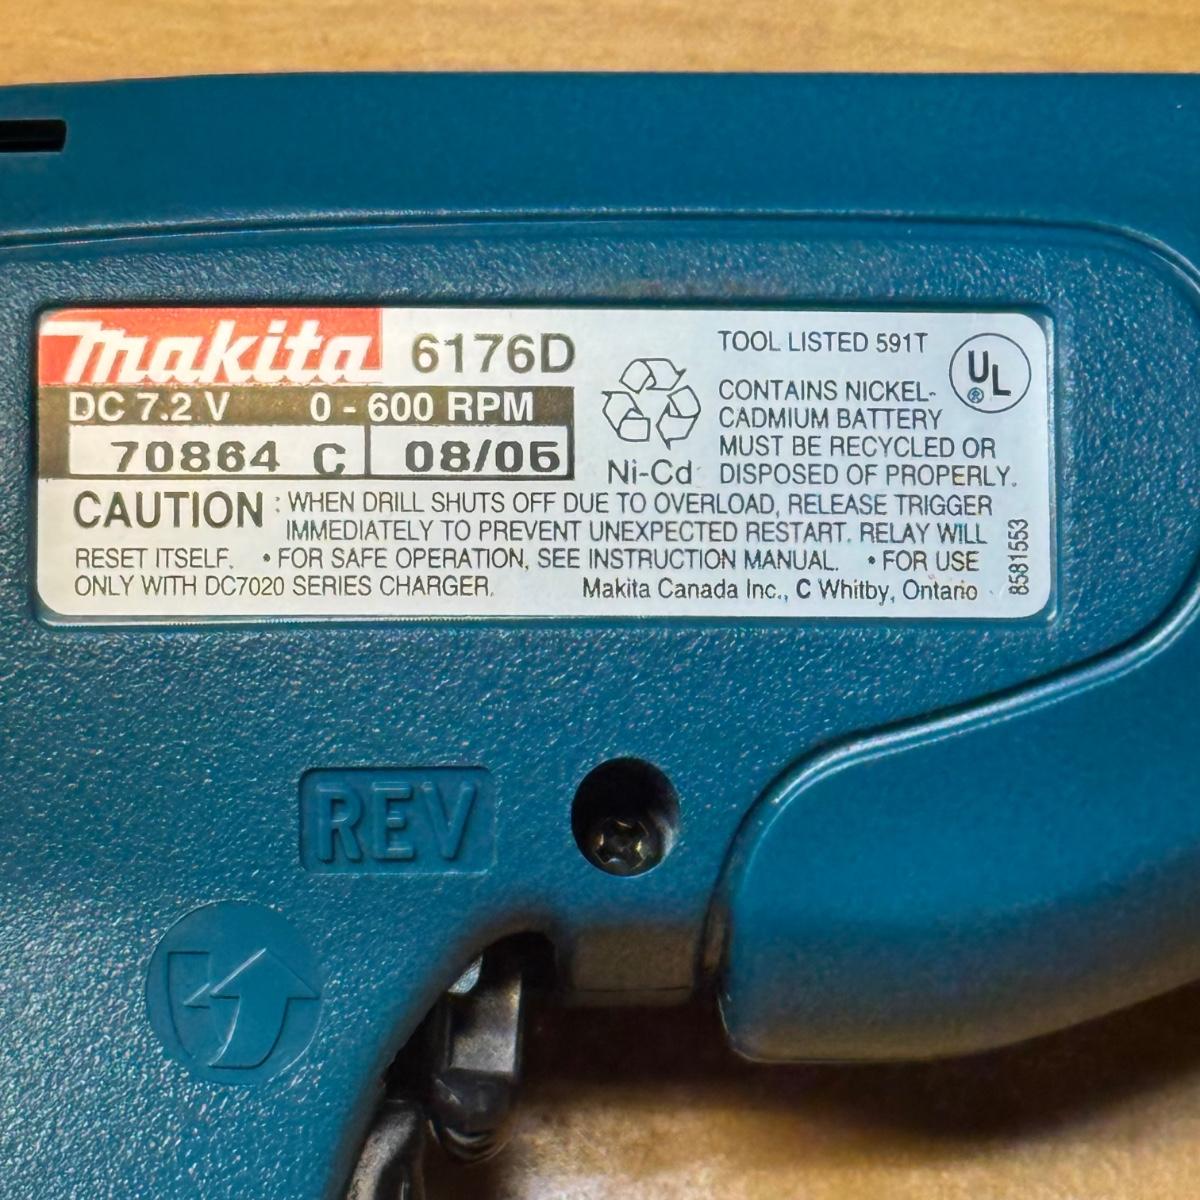 Makita 6176D
DC 7.2 V 0 - 600 RPM
70864 C 08/05
Ni-Cd
TOOL LISTED 591T
UL
®
CONTAINS NICKEL-
CADMIUM BATTERY
MUST BE RECYCLED OR
DISPOSED OF PROPERLY.
CAUTION : WHEN DRILL SHUTS OFF DUE TO OVERLOAD, RELEASE TRIGGER
IMMEDIATELY TO PREVENT UNEXPECTED RESTART. RELAY WILL
RESET ITSELF. • FOR SAFE OPERATION, SEE INSTRUCTION MANUAL. • FOR USE
ONLY WITH DC7020 SERIES CHARGER. Makita Canada Inc., C Whitby, Ontario
8581553
REV